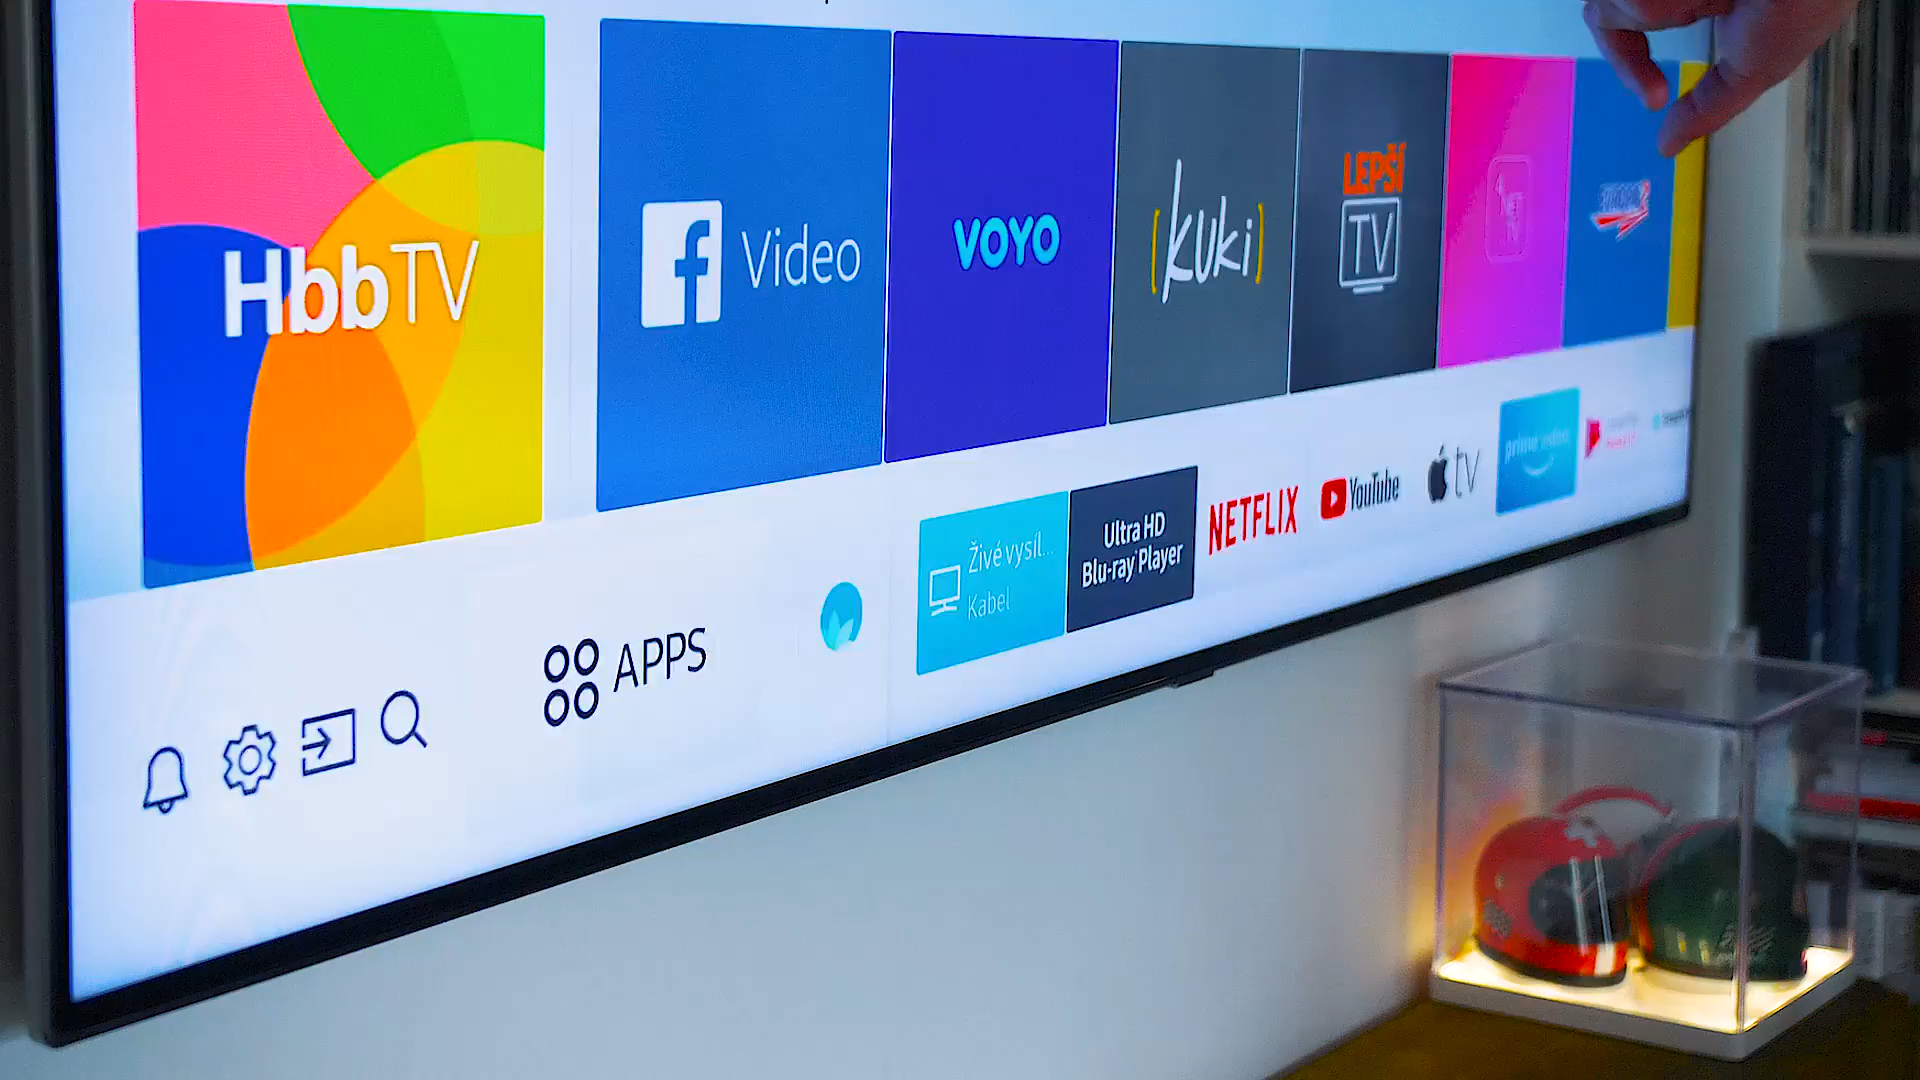 HbbTV
f Video
VOYO
(kuki)
LEPŠÍ
TV
Živé vysíl...
Kabel
Ultra HD
Blu-ray Player
NETFLIX
YouTube
tv
prime video
APPS